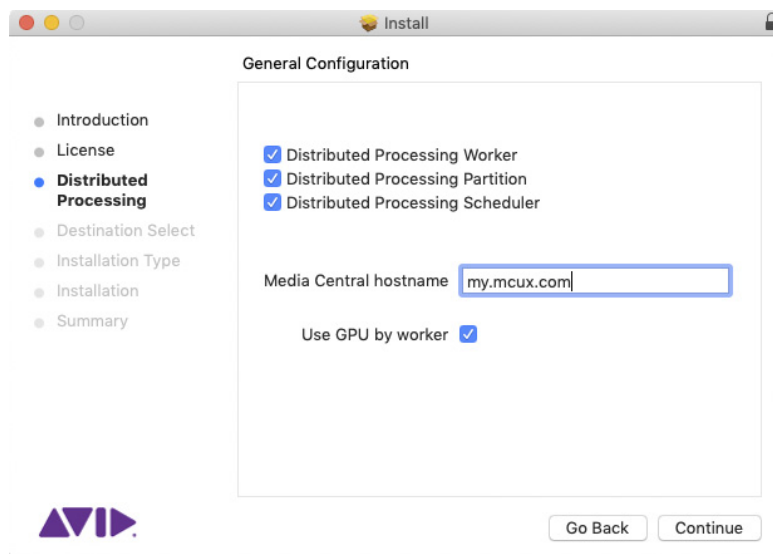 Install
General Configuration
Introduction
License
Distributed
Processing
Destination Select
Installation Type
Installation
Summary
Distributed Processing Worker
Distributed Processing Partition
Distributed Processing Scheduler
Media Central hostname my.mcux.com
Use GPU by worker
AVID
Go Back Continue